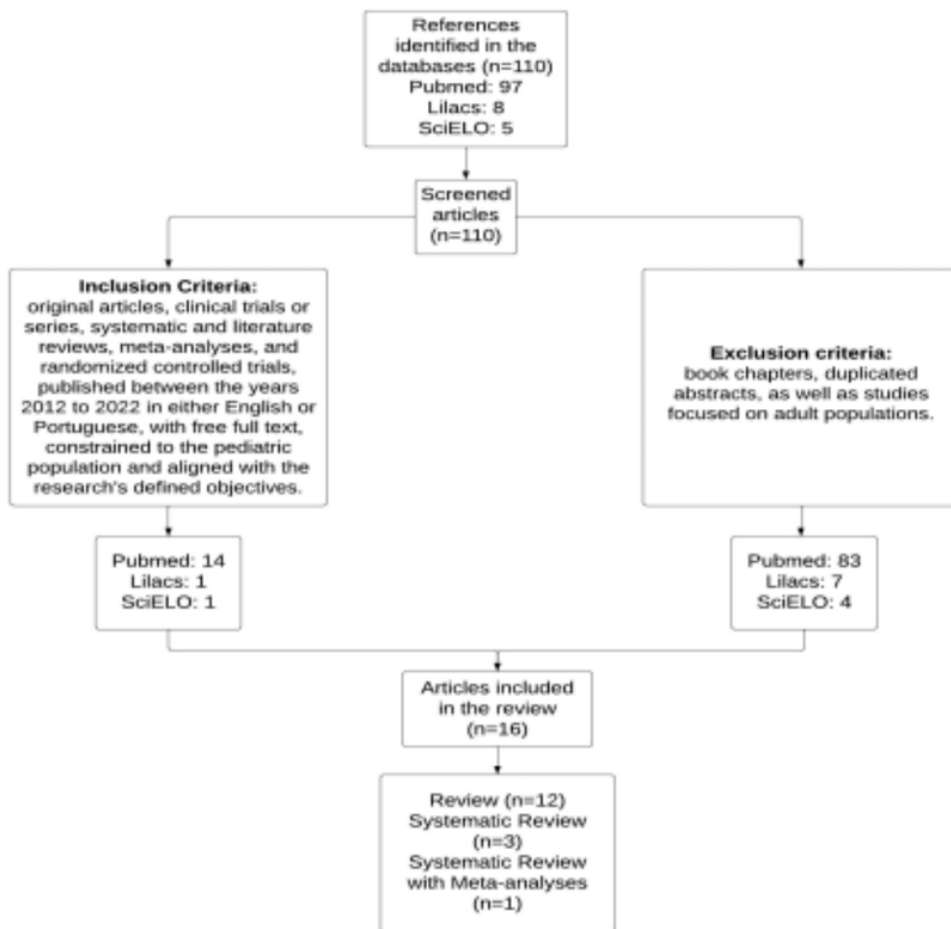 References
identified in the
databases (n=110)
Pubmed: 97
Lilacs: 8
SciELO: 5
Screened
articles
(n=110)
Inclusion Criteria:
original articles, clinical trials or
series, systematic and literature
reviews, meta-analyses, and
randomized controlled trials,
published between the years
2012 to 2022 in either English or
Portuguese, with free full text,
constrained to the pediatric
population and aligned with the
research's defined objectives.
Exclusion criteria:
book chapters, duplicated
abstracts, as well as studies
focused on adult populations.
Pubmed: 14
Lilacs: 1
SciELO: 1
Pubmed: 83
Lilacs: 7
SciELO: 4
Articles included
in the review
(n=16)
Review (n=12)
Systematic Review
(n=3)
Systematic Review
with Meta-analyses
(n=1)